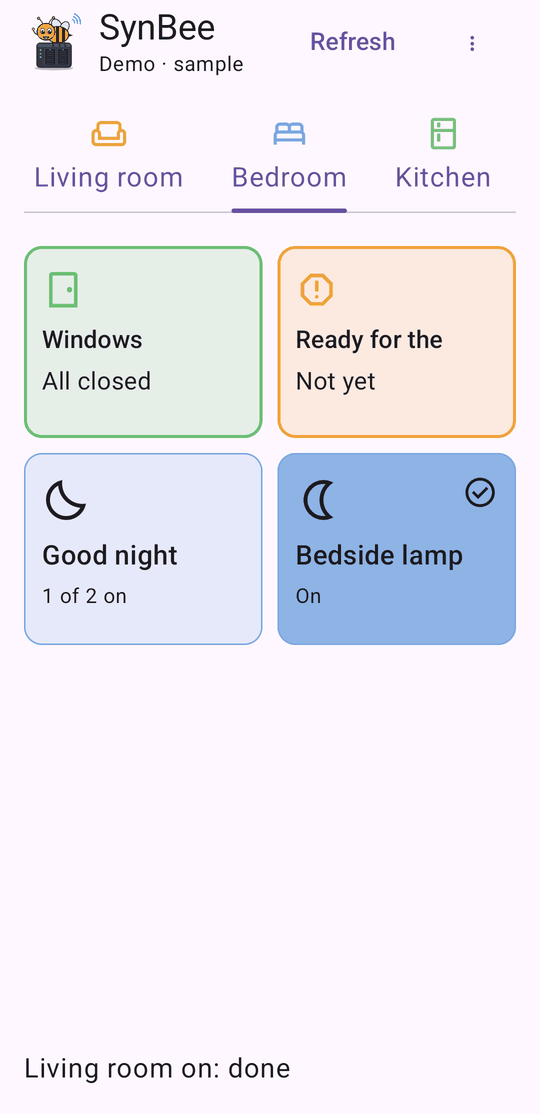 SynBee
Demo · sample
Refresh
Living room
Bedroom
Kitchen
Windows
All closed
Ready for the
Not yet
Good night
1 of 2 on
Bedside lamp
On
Living room on: done